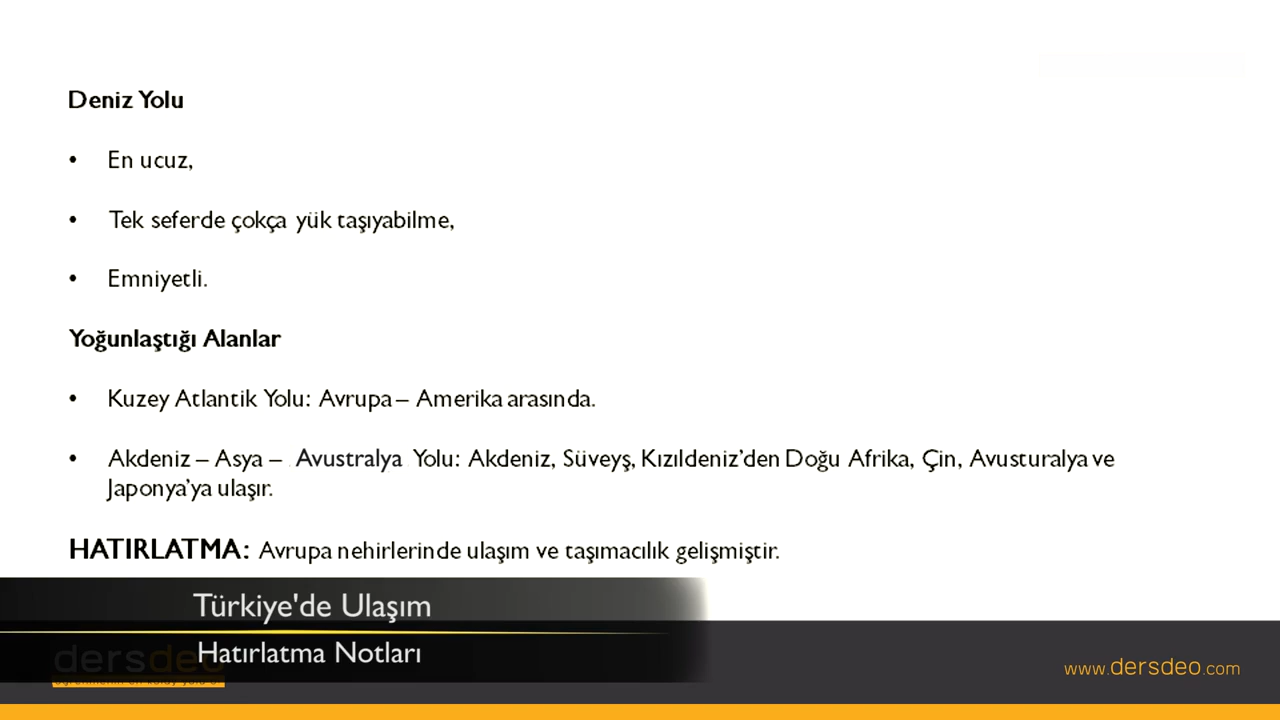 Deniz Yolu
• En ucuz,
• Tek seferde çokça yük taşıyabilme,
• Emniyetli.
Yoğunlaştığı Alanlar
• Kuzey Atlantik Yolu: Avrupa – Amerika arasında.
• Akdeniz – Asya – Avustralya Yolu: Akdeniz, Süveyş, Kızıldeniz’den Doğu Afrika, Çin, Avusturalya ve
Japonya’ya ulaşır.
HATIRLATMA: Avrupa nehirlerinde ulaşım ve taşımacılık gelişmiştir.
Türkiye'de Ulaşım
Hatırlatma Notları
dersdeo
www.dersdeo.com